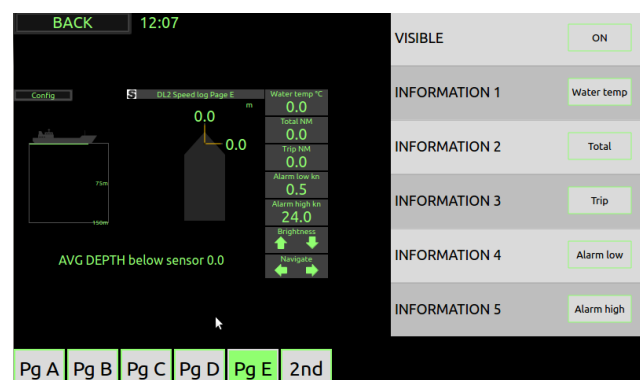 BACK 12:07
Config
S DL2 Speed log Page E
m
0.0
0.0
75m
150m
AVG DEPTH below sensor 0.0
Water temp °C
0.0
Total NM
0.0
Trip NM
0.0
Alarm low kn
0.5
Alarm high kn
24.0
Brightness
Navigate
Pg A Pg B Pg C Pg D Pg E 2nd
VISIBLE ON
INFORMATION 1 Water temp
INFORMATION 2 Total
INFORMATION 3 Trip
INFORMATION 4 Alarm low
INFORMATION 5 Alarm high